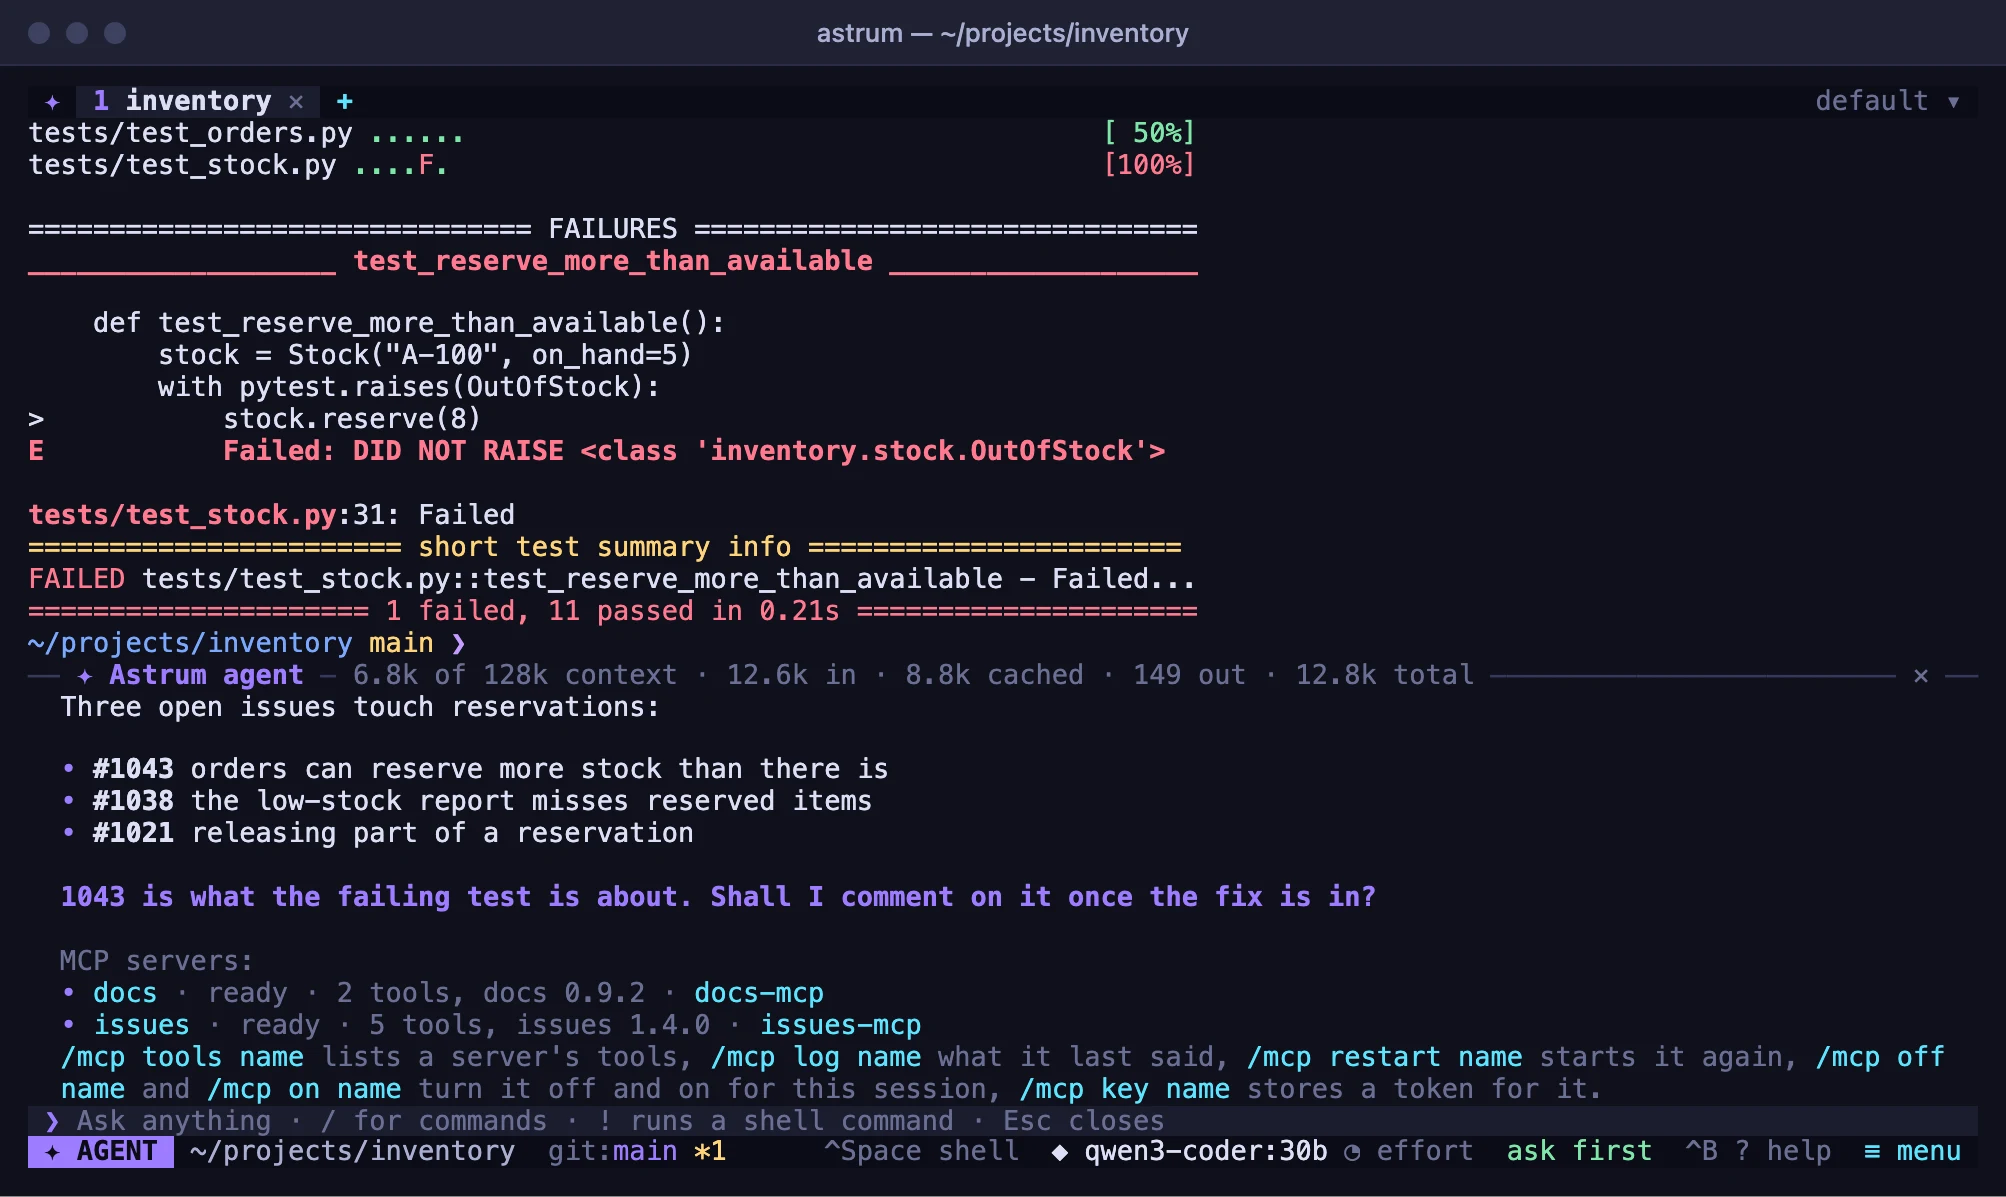 astrum — ~/projects/inventory
✦ 1 inventory × + default ▾
tests/test_orders.py ...... [ 50%]
tests/test_stock.py ....F. [100%]
=============================== FAILURES ===============================
___________________ test_reserve_more_than_available ___________________
def test_reserve_more_than_available():
stock = Stock("A-100", on_hand=5)
with pytest.raises(OutOfStock):
> stock.reserve(8)
E Failed: DID NOT RAISE <class 'inventory.stock.OutOfStock'>
tests/test_stock.py:31: Failed
======================= short test summary info =======================
FAILED tests/test_stock.py::test_reserve_more_than_available - Failed...
===================== 1 failed, 11 passed in 0.21s =====================
~/projects/inventory main ❯
✦ Astrum agent — 6.8k of 128k context · 12.6k in · 8.8k cached · 149 out · 12.8k total ×
Three open issues touch reservations:
• #1043 orders can reserve more stock than there is
• #1038 the low-stock report misses reserved items
• #1021 releasing part of a reservation
1043 is what the failing test is about. Shall I comment on it once the fix is in?
MCP servers:
• docs · ready · 2 tools, docs 0.9.2 · docs-mcp
• issues · ready · 5 tools, issues 1.4.0 · issues-mcp
/mcp tools name lists a server's tools, /mcp log name what it last said, /mcp restart name starts it again, /mcp off
name and /mcp on name turn it off and on for this session, /mcp key name stores a token for it.
❯ Ask anything · / for commands · ! runs a shell command · Esc closes
✦ AGENT ~/projects/inventory git:main *1 ^Space shell ◆ qwen3-coder:30b ◔ effort ask first ^B ? help ≡ menu